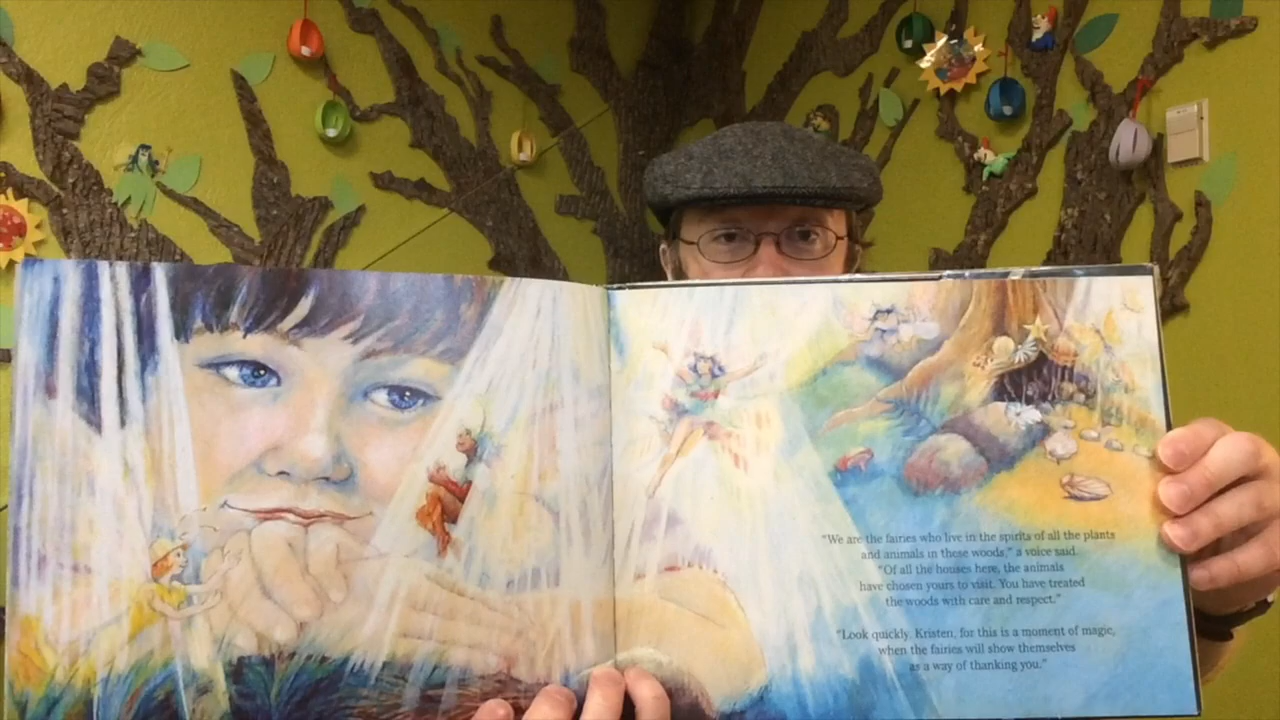 "We are the fairies who live in the spirits of all the plants
and animals in these woods," a voice said.
"Of all the houses here, the animals
have chosen yours to visit. You have treated
the woods with care and respect."
"Look quickly, Kristen, for this is a moment of magic,
when the fairies will show themselves
as a way of thanking you."